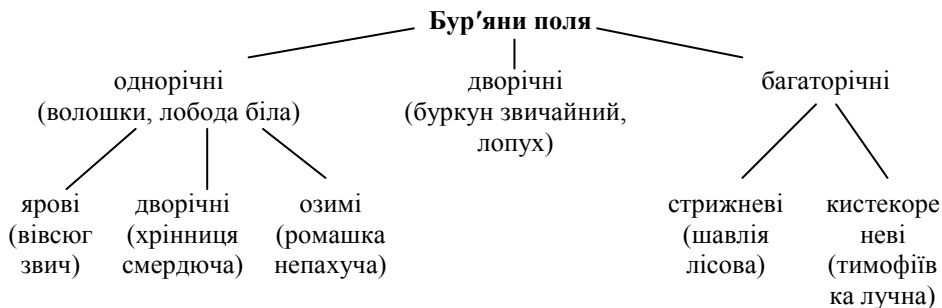 Бур'яни поля
однорічні
(волошки, лобода біла)
дворічні
(буркун звичайний,
лопух)
багаторічні
ярові
(вівсюг
звич)
дворічні
(хрінниця
смердюча)
озимі
(ромашка
непахуча)
стрижневі
(шавлія
лісова)
кистекоре
неві
(тимофіїв
ка лучна)